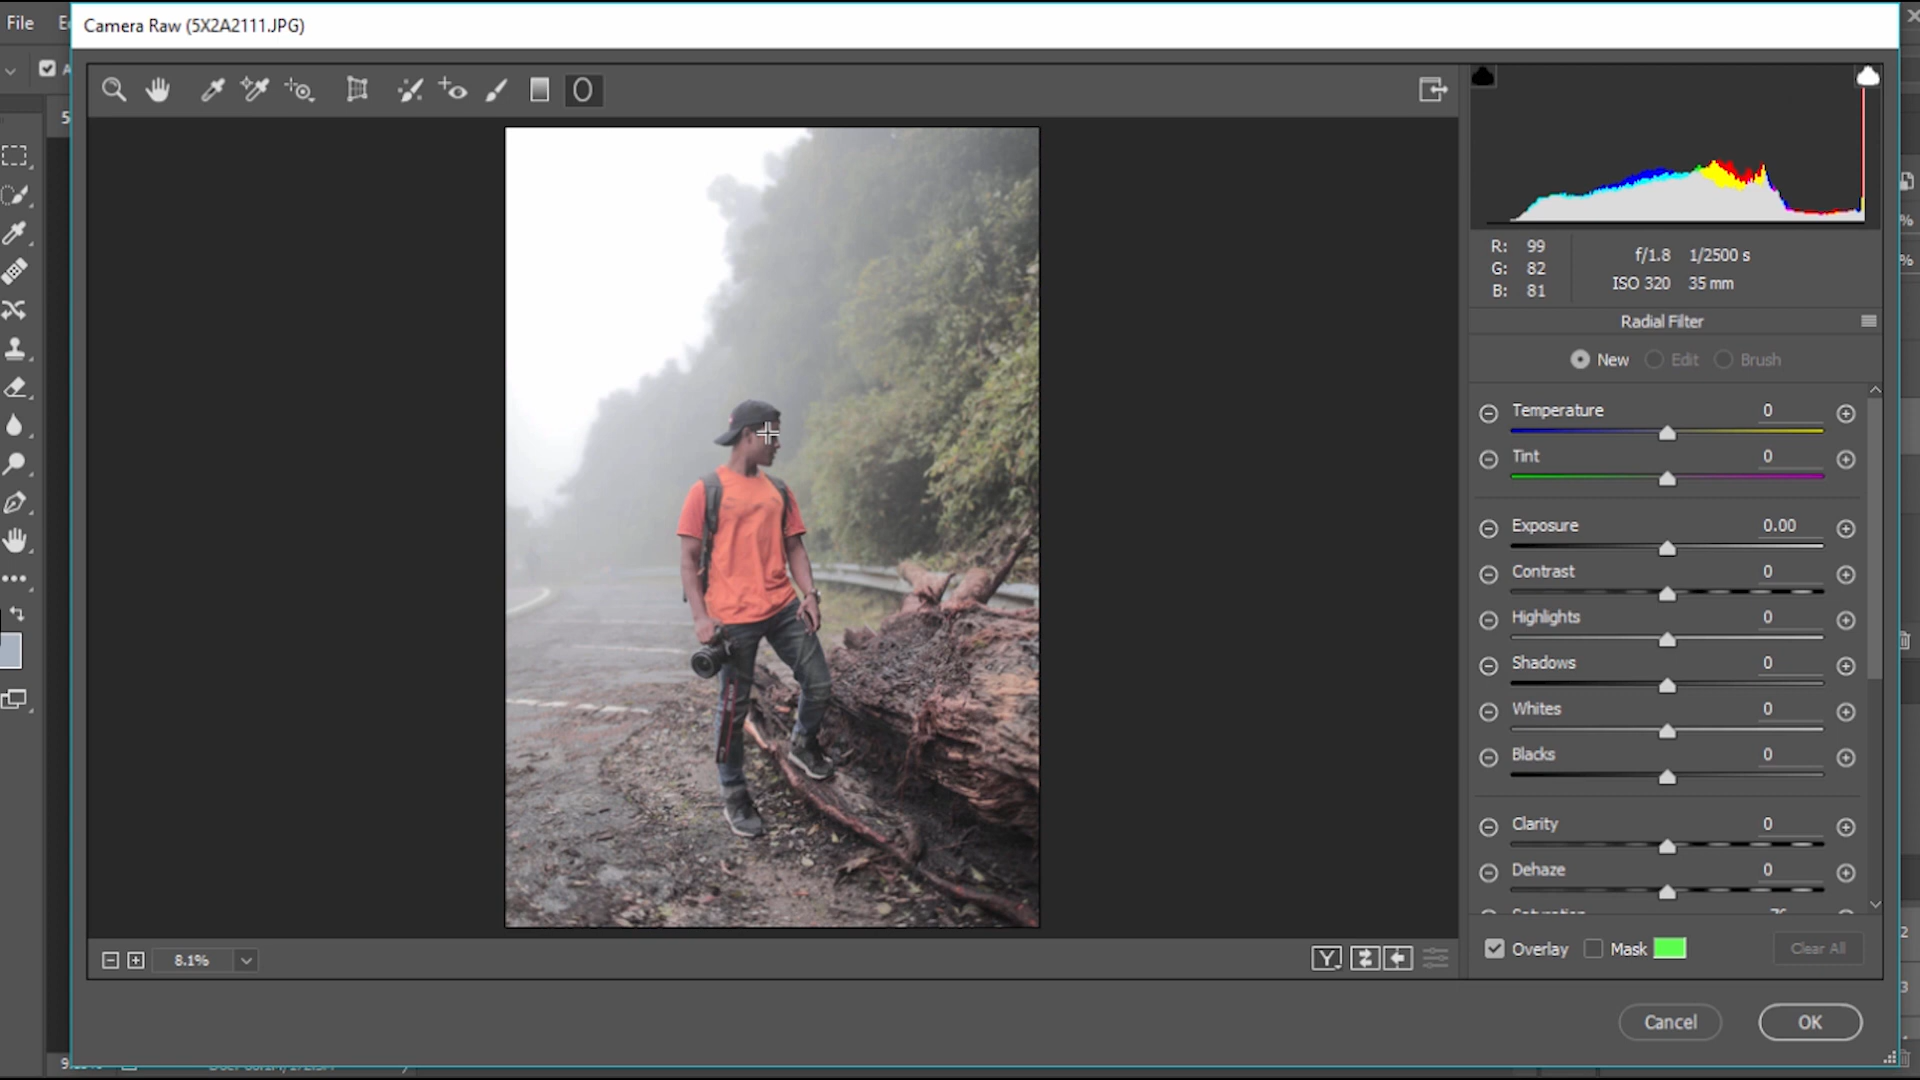 File
Camera Raw (5X2A2111.JPG)
R: 99
G: 82
B: 81
f/1.8 1/2500 s
ISO 320 35 mm
Radial Filter
New Edit Brush
Temperature 0
Tint 0
Exposure 0.00
Contrast 0
Highlights 0
Shadows 0
Whites 0
Blacks 0
Clarity 0
Dehaze 0
Overlay Mask Clear All
8.1%
Cancel OK